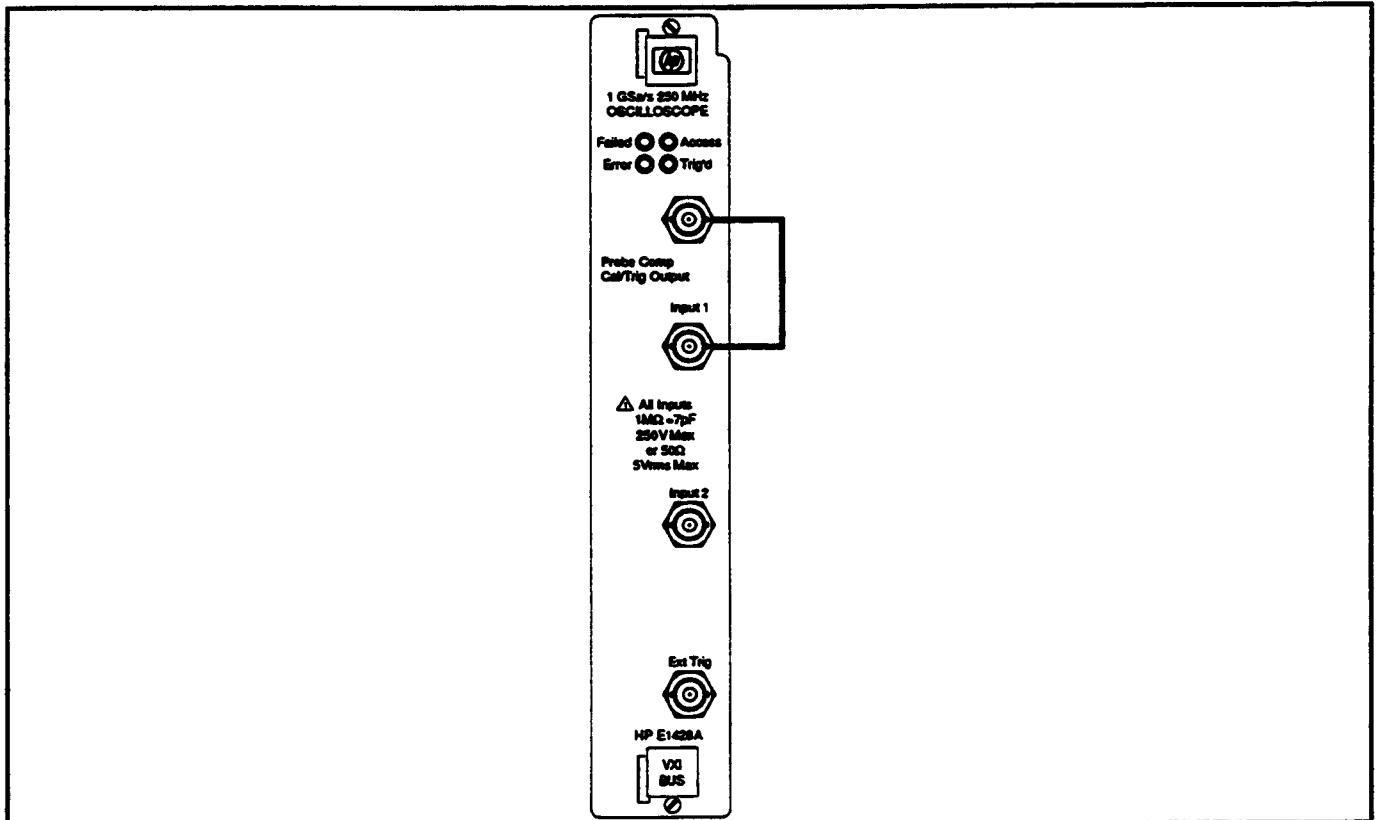 hp
1 GSa/s 250 MHz
OSCILLOSCOPE
Failed Access
Error Trig'd
Probe Comp
Cal/Trig Output
Input 1
⚠ All Inputs
1MΩ =7pF
250V Max
or 50Ω
5Vrms Max
Input 2
Ext Trig
HP E1428A
VXI
BUS